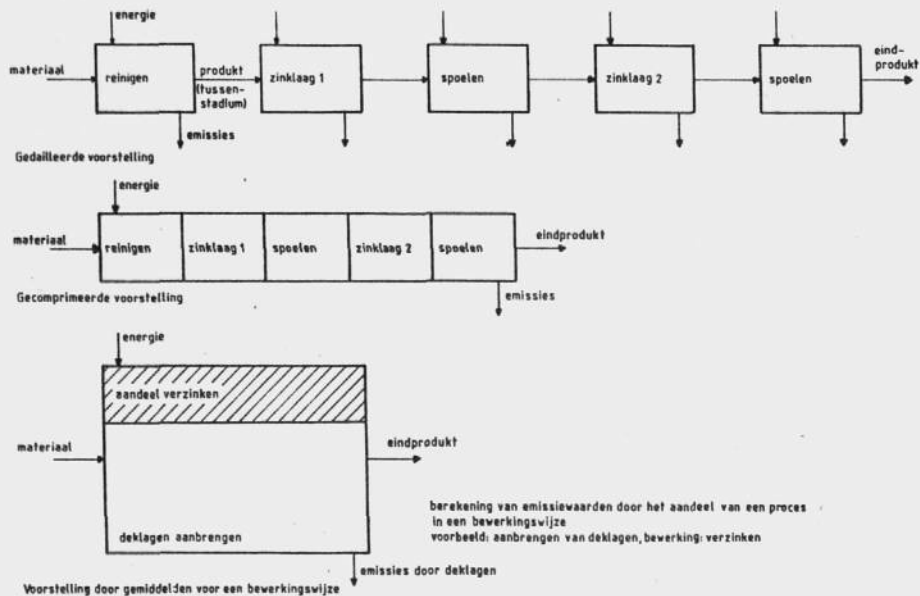 energie
materiaal
reinigen
produkt
(tussen-
stadium)
zinklaag 1
spoelen
zinklaag 2
spoelen
eind-
produkt
emissies
Gedailleerde voorstelling
energie
materiaal
reinigen
zinklaag 1
spoelen
zinklaag 2
spoelen
eindprodukt
Gecomprimeerde voorstelling
emissies
energie
aandeel verzinken
materiaal
eindprodukt
deklagen aanbrengen
berekening van emissiewaarden door het aandeel van een proces
in een bewerkingswijze
voorbeeld: aanbrengen van deklagen, bewerking: verzinken
emissies door deklagen
Voorstelling door gemiddelden voor een bewerkingswijze